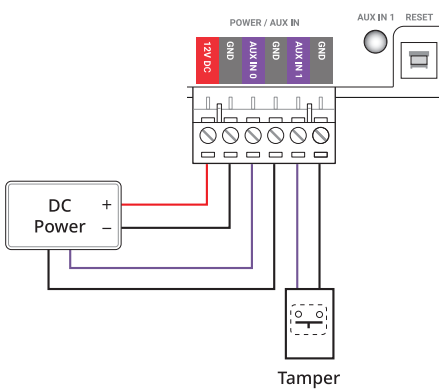 POWER / AUX IN
AUX IN 1 RESET
12V DC
GND
AUX IN 0
GND
AUX IN 1
GND
DC
Power
+
−
Tamper